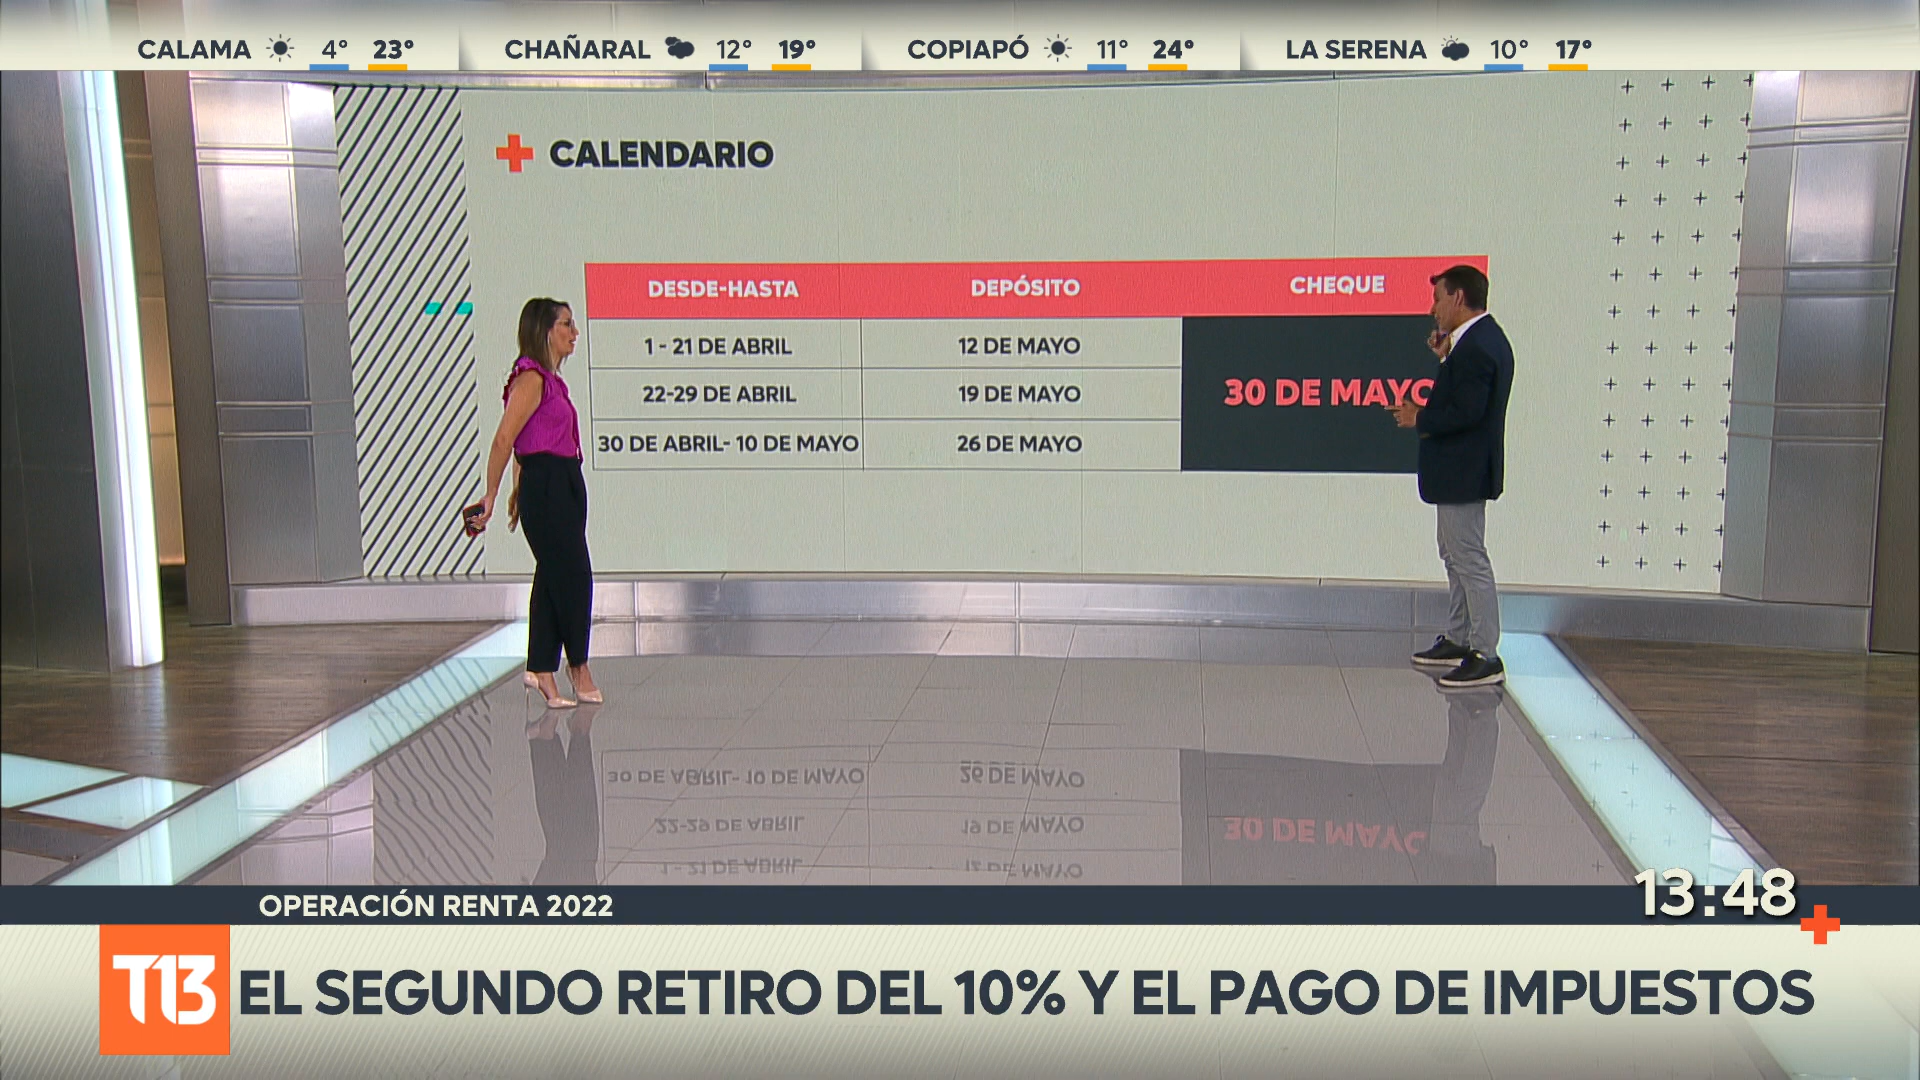 CALAMA 4° 23° CHAÑARAL 12° 19° COPIAPÓ 11° 24° LA SERENA 10° 17°
CALENDARIO
DESDE-HASTA DEPÓSITO CHEQUE
1 - 21 DE ABRIL 12 DE MAYO
22-29 DE ABRIL 19 DE MAYO
30 DE MAYO
30 DE ABRIL- 10 DE MAYO 26 DE MAYO
OPERACIÓN RENTA 2022
13:48
T13
EL SEGUNDO RETIRO DEL 10% Y EL PAGO DE IMPUESTOS